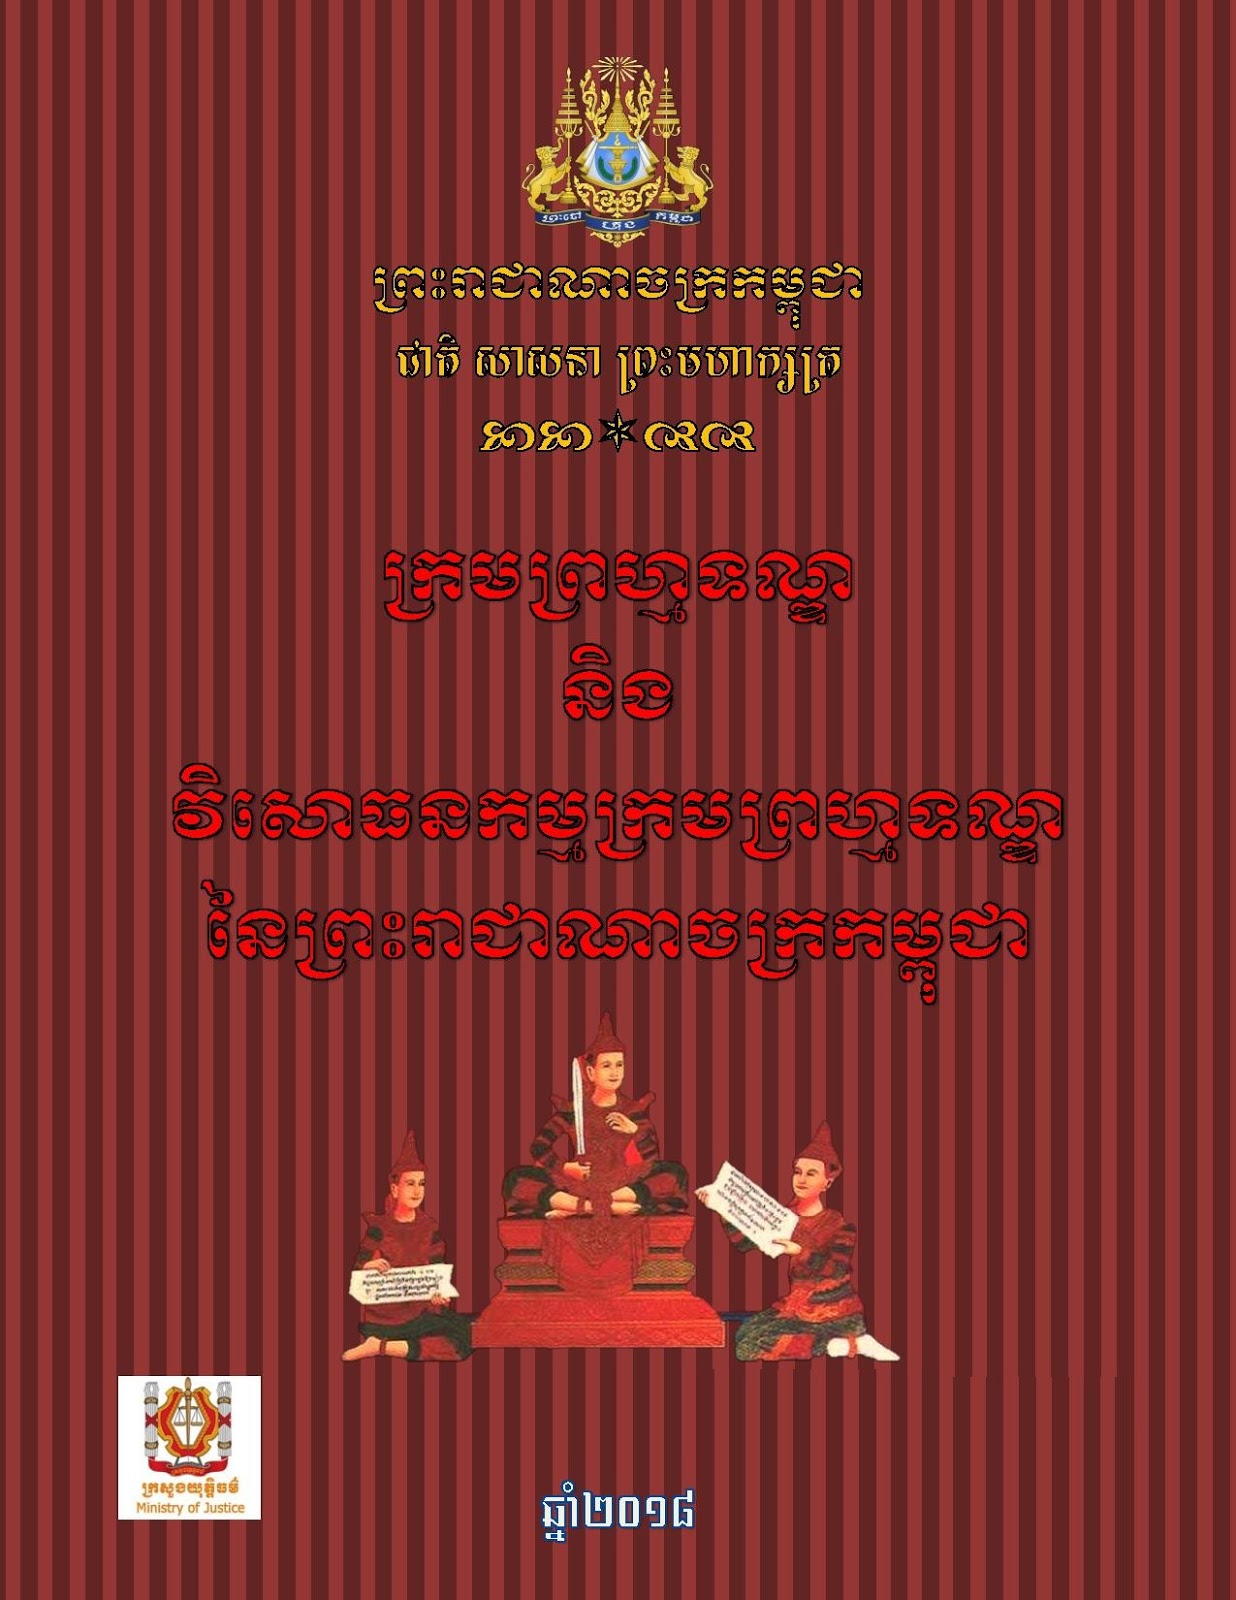 ព្រះរាជាណាចក្រកម្ពុជា
ជាតិ សាសនា ព្រះមហាក្សត្រ
ក្រមព្រហ្មទណ្ឌ
និង
វិសោធនកម្មក្រមព្រហ្មទណ្ឌ
នៃព្រះរាជាណាចក្រកម្ពុជា
ក្រសួងយុត្តិធម៌
Ministry of Justice
ឆ្នាំ២០១៨